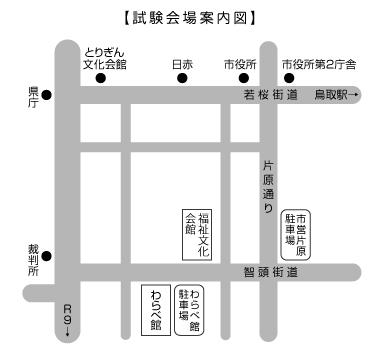 【試験会場案内図】
とりぎん
文化会館
日赤
市役所
市役所第2庁舎
県庁
若桜街道
鳥取駅→
片原通り
福祉文化
会館
市営片原
駐車場
裁判所
智頭街道
わらべ館
わらべ館
駐車場
R9→